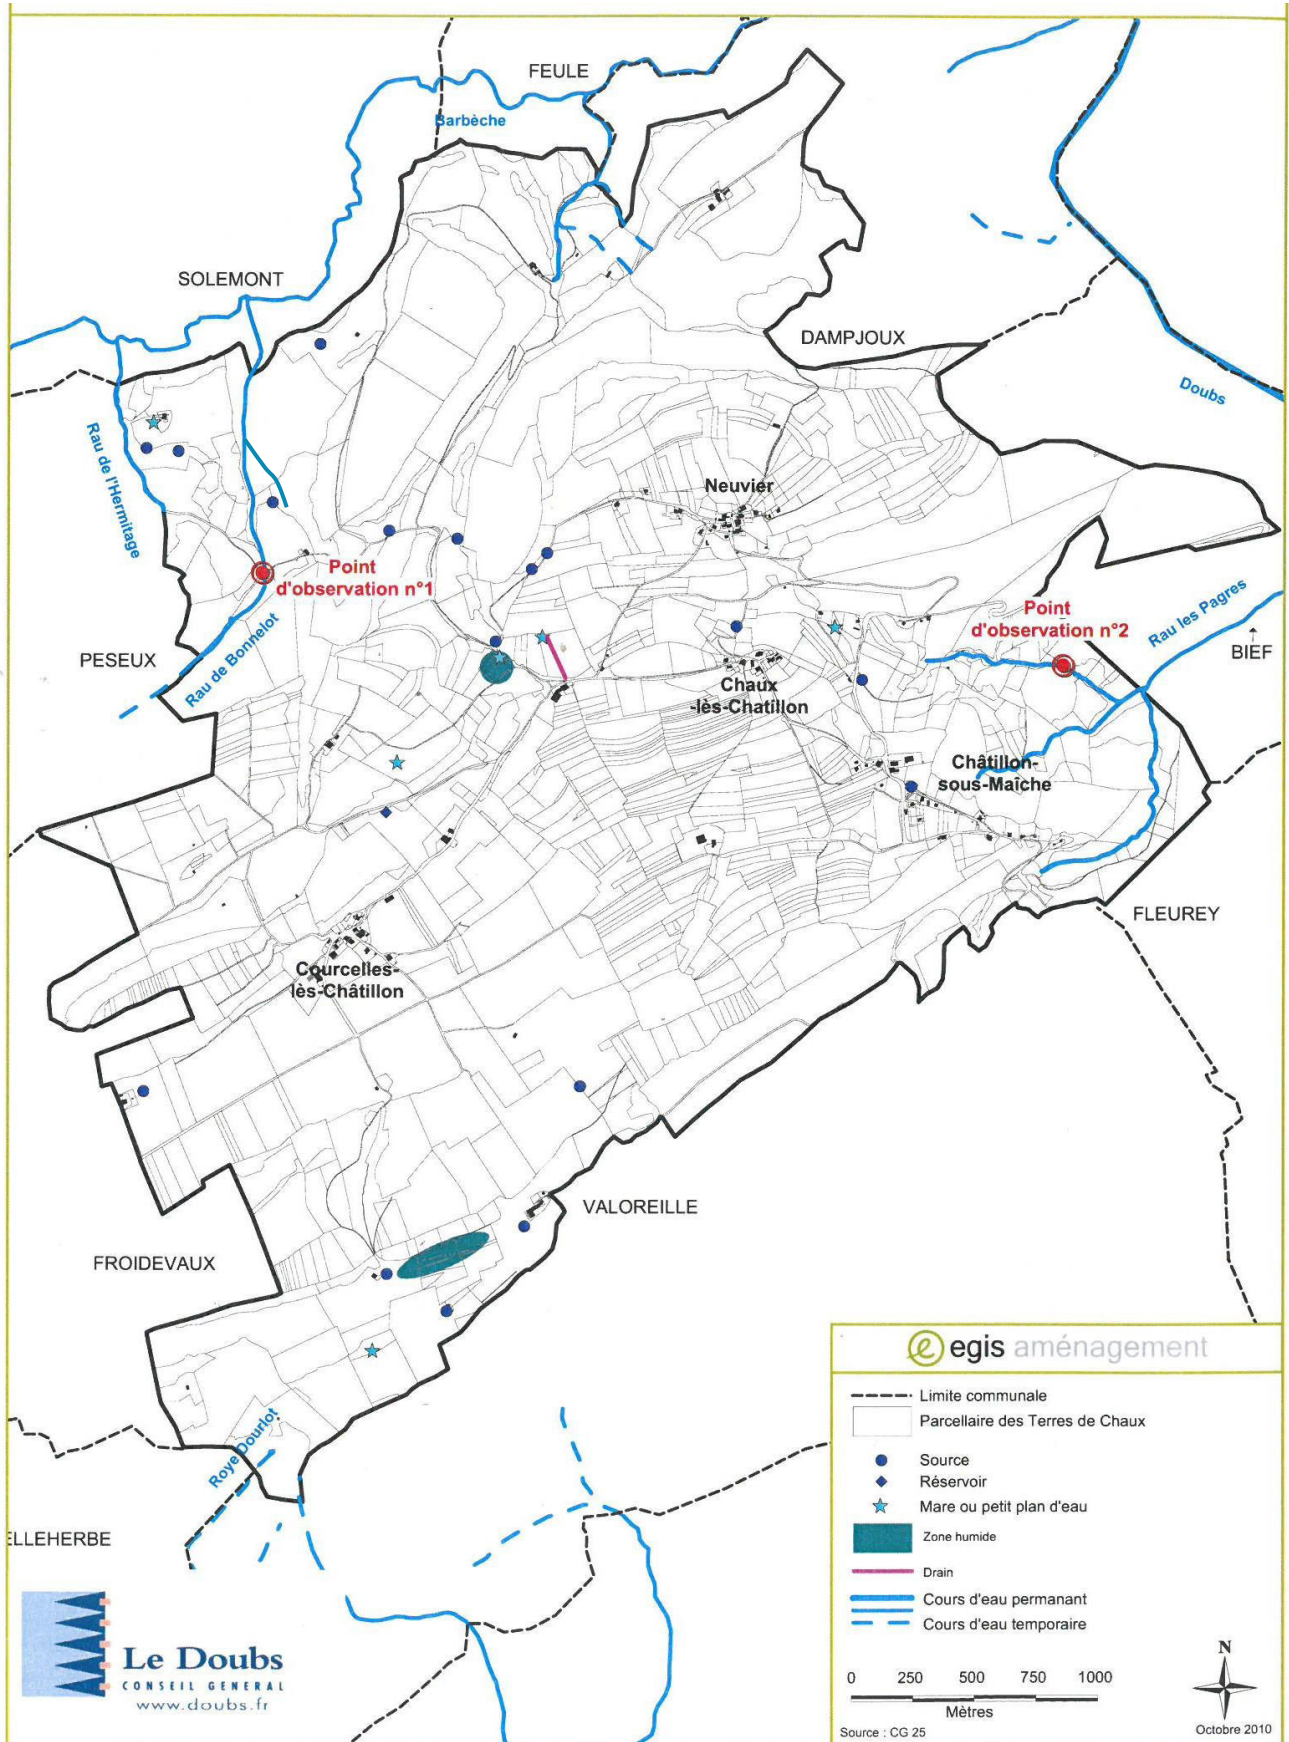 FEULE
Barbèche
SOLEMONT
DAMPJOUX
Doubs
Rau de l'Hermitage
Neuvier
Point
d'observation n°1
Point
d'observation n°2
Rau les Pagres
BIEF
PESEUX
Rau de Bonnelot
Chaux
-lès-Chatillon
Châtillon-
sous-Maîche
FLEUREY
Courcelles-
lès-Châtillon
VALOREILLE
FROIDEVAUX
Roye Dourlot
ELLEHERBE
egis aménagement
Limite communale
Parcellaire des Terres de Chaux
Source
Réservoir
Mare ou petit plan d'eau
Zone humide
Drain
Cours d'eau permanant
Cours d'eau temporaire
0 250 500 750 1000
Mètres
N
Source : CG 25
Octobre 2010
Le Doubs
CONSEIL GENERAL
www.doubs.fr